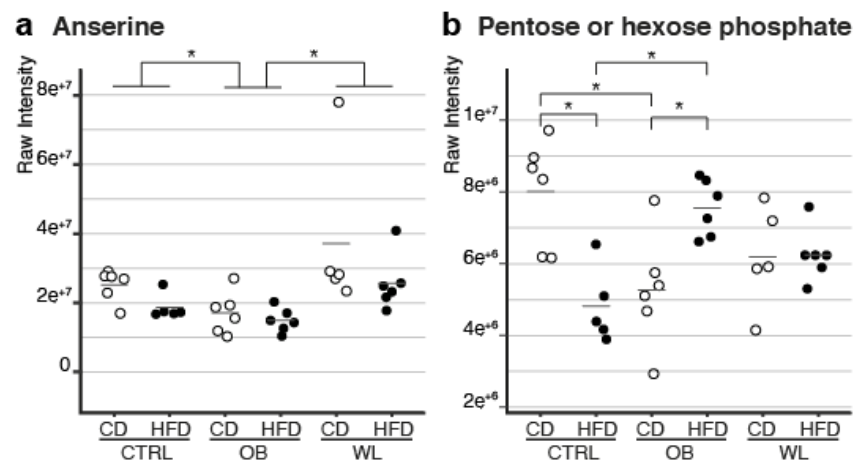 a Anserine
Raw Intensity
* *
8e+7
6e+7
4e+7
2e+7
0
CD HFD CD HFD CD HFD
CTRL OB WL
b Pentose or hexose phosphate
Raw Intensity
*
*
* *
1e+7
8e+6
6e+6
4e+6
2e+6
CD HFD CD HFD CD HFD
CTRL OB WL